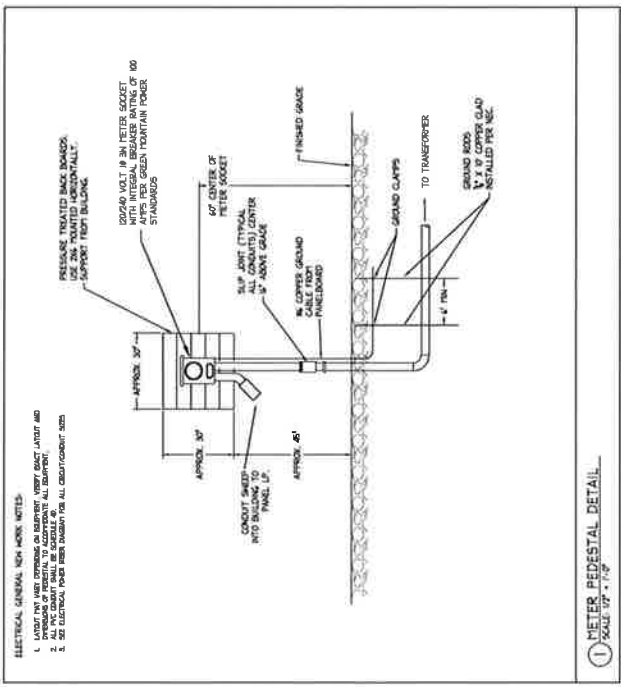 ELECTRICAL GENERAL NEW WORK NOTES:
1. LAYOUT MAY VARY DEPENDING ON EQUIPMENT. VERIFY EXACT LAYOUT AND
DIMENSIONS OF PEDESTAL TO ACCOMMODATE ALL EQUIPMENT.
2. ALL PVC CONDUIT SHALL BE SCHEDULE 40.
3. SEE ELECTRICAL POWER RISER DIAGRAM FOR ALL CIRCUIT/CONDUIT SIZES
PRESSURE TREATED BACK BOARDS.
USE 2X6 MOUNTED HORIZONTALLY.
SUPPORT FROM BUILDING.
120/240 VOLT 1Φ 3W METER SOCKET
WITH INTEGRAL BREAKER RATING OF 100
AMPS PER GREEN MOUNTAIN POWER
STANDARDS
APPROX. 30"
APPROX. 30"
60" CENTER OF
METER SOCKET
CONDUIT SWEEP
INTO BUILDING TO
PANEL LP.
APPROX. 45"
SLIP JOINT (TYPICAL
ALL CONDUITS) CENTER
16" ABOVE GRADE
#6 COPPER GROUND
CABLE FROM
PANELBOARD
FINISHED GRADE
GROUND CLAMPS
6' MIN
TO TRANSFORMER
GROUND RODS
X 10' COPPER CLAD
INSTALLED PER NEC.
1 METER PEDESTAL DETAIL
SCALE: 1/2" = 1'-0"